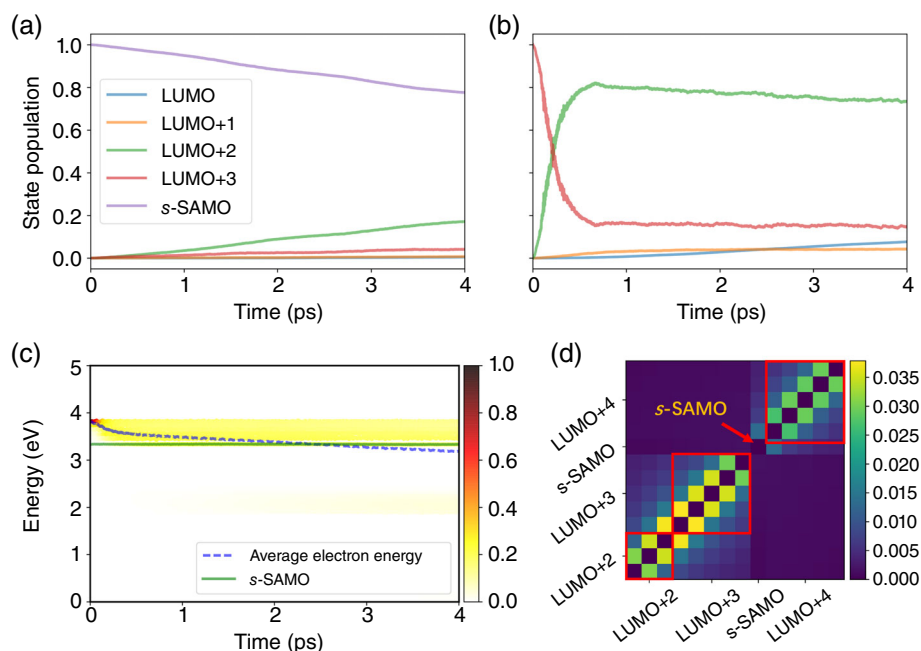 (a)
State population
1.0
0.8
0.6
0.4
0.2
0.0
LUMO
LUMO+1
LUMO+2
LUMO+3
s-SAMO
0 1 2 3 4
Time (ps)
(b)
0 1 2 3 4
Time (ps)
(c)
Energy (eV)
5
4
3
2
1
0
Average electron energy
s-SAMO
0 1 2 3 4
Time (ps)
1.0
0.8
0.6
0.4
0.2
0.0
(d)
s-SAMO
LUMO+4
s-SAMO
LUMO+3
LUMO+2
LUMO+2
LUMO+3
s-SAMO
LUMO+4
0.035
0.030
0.025
0.020
0.015
0.010
0.005
0.000